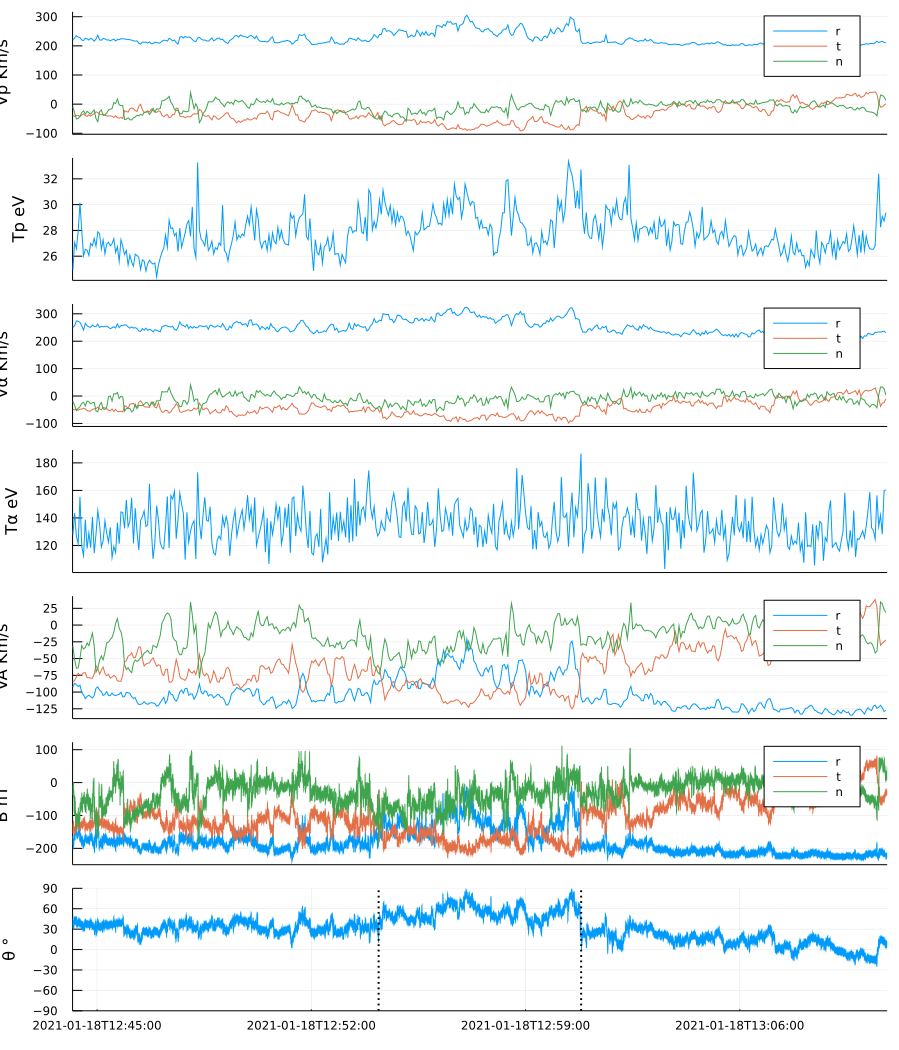 Vp Km/s
300
200
100
0
−100
r
t
n
Tp eV
32
30
28
26
Vα Km/s
300
200
100
0
−100
r
t
n
Tα eV
180
160
140
120
VA Km/s
25
0
−25
−50
−75
−100
−125
r
t
n
B nT
100
0
−100
−200
r
t
n
θ °
90
60
30
0
−30
−60
−90
2021-01-18T12:45:00 2021-01-18T12:52:00 2021-01-18T12:59:00 2021-01-18T13:06:00